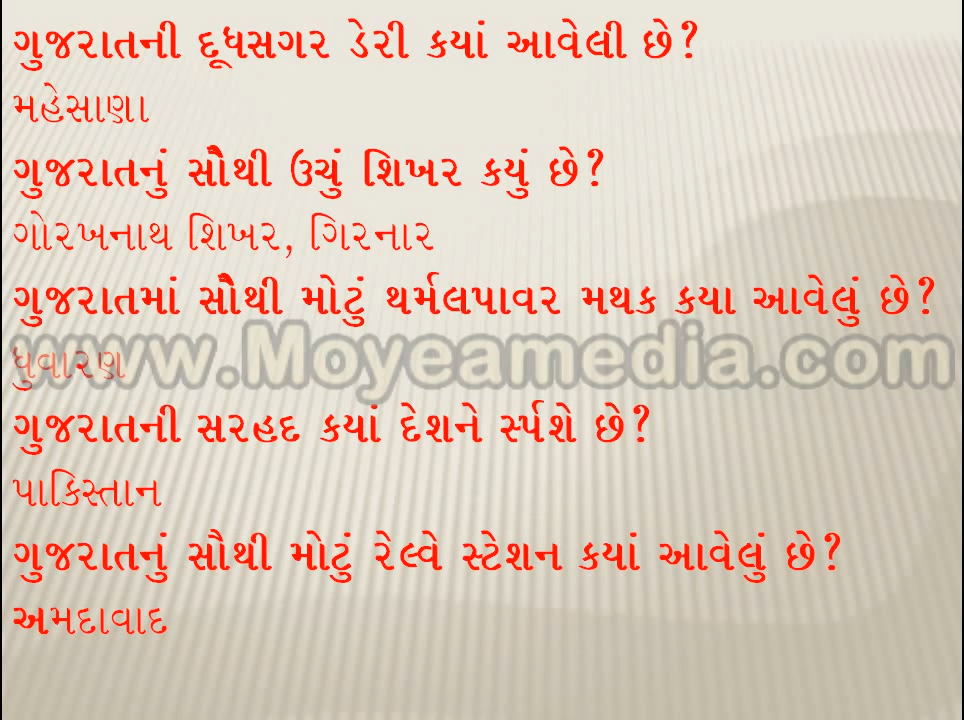 ગુજરાતની દૂધસગર ડેરી કયાં આવેલી છે?
મહેસાણા
ગુજરાતનું સૌથી ઉચું શિખર કયું છે?
ગોરખનાથ શિખર, ગિરનાર
ગુજરાતમાં સૌથી મોટું થર્મલપાવર મથક કયા આવેલું છે?
ધુવારણ
www.Moyeamedia.com
ગુજરાતની સરહદ કયાં દેશને સ્પર્શે છે?
પાકિસ્તાન
ગુજરાતનું સૌથી મોટું રેલ્વે સ્ટેશન કયાં આવેલું છે?
અમદાવાદ